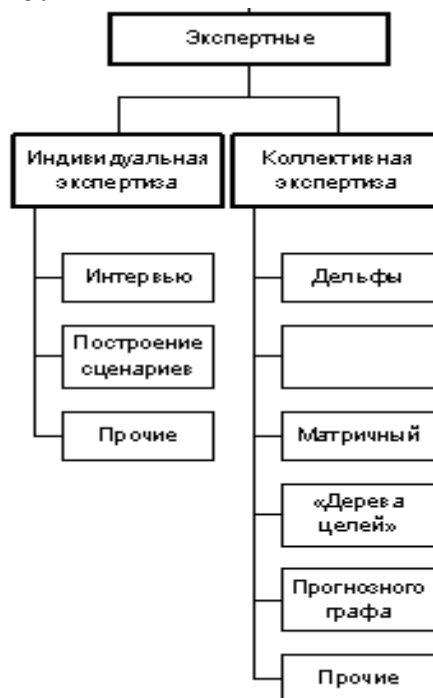 Экспертные
Индивидуальная
экспертиза
Коллективная
экспертиза
Интервью
Построение
сценариев
Прочие
Дельфы
Матричный
«Дерева
целей»
Прогнозного
графа
Прочие